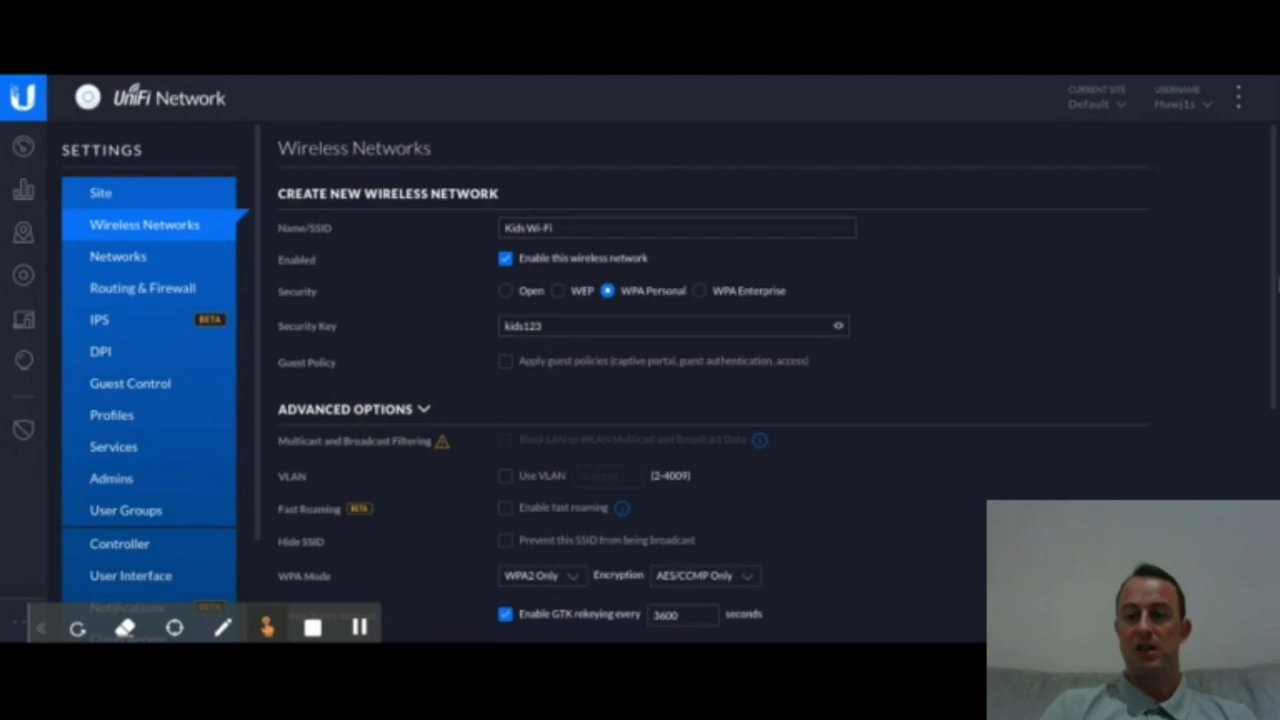 UniFi Network
CURRENT SITE
Default
USERNAME
Huwj1s
SETTINGS
Site
Wireless Networks
Networks
Routing & Firewall
IPS BETA
DPI
Guest Control
Profiles
Services
Admins
User Groups
Controller
User Interface
Notifications BETA
Wireless Networks
CREATE NEW WIRELESS NETWORK
Name/SSID Kids Wi-Fi
Enabled Enable this wireless network
Security Open WEP WPA Personal WPA Enterprise
Security Key kids123
Guest Policy Apply guest policies (captive portal, guest authentication, access)
ADVANCED OPTIONS
Multicast and Broadcast Filtering Block LAN to WLAN Multicast and Broadcast Data
VLAN Use VLAN (2-4009)
Fast Roaming BETA Enable fast roaming
Hide SSID Prevent this SSID from being broadcast
WPA Mode WPA2 Only Encryption AES/CCMP Only
Enable GTK rekeying every 3600 seconds